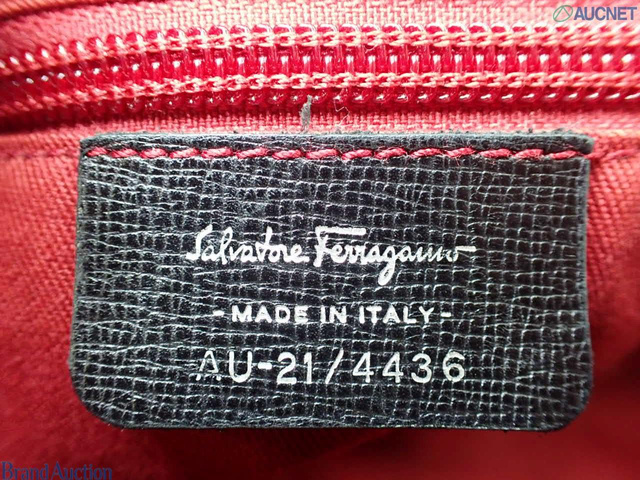 AUCNET
Salvatore Ferragamo
- MADE IN ITALY -
AU-21/4436
Brand Auction